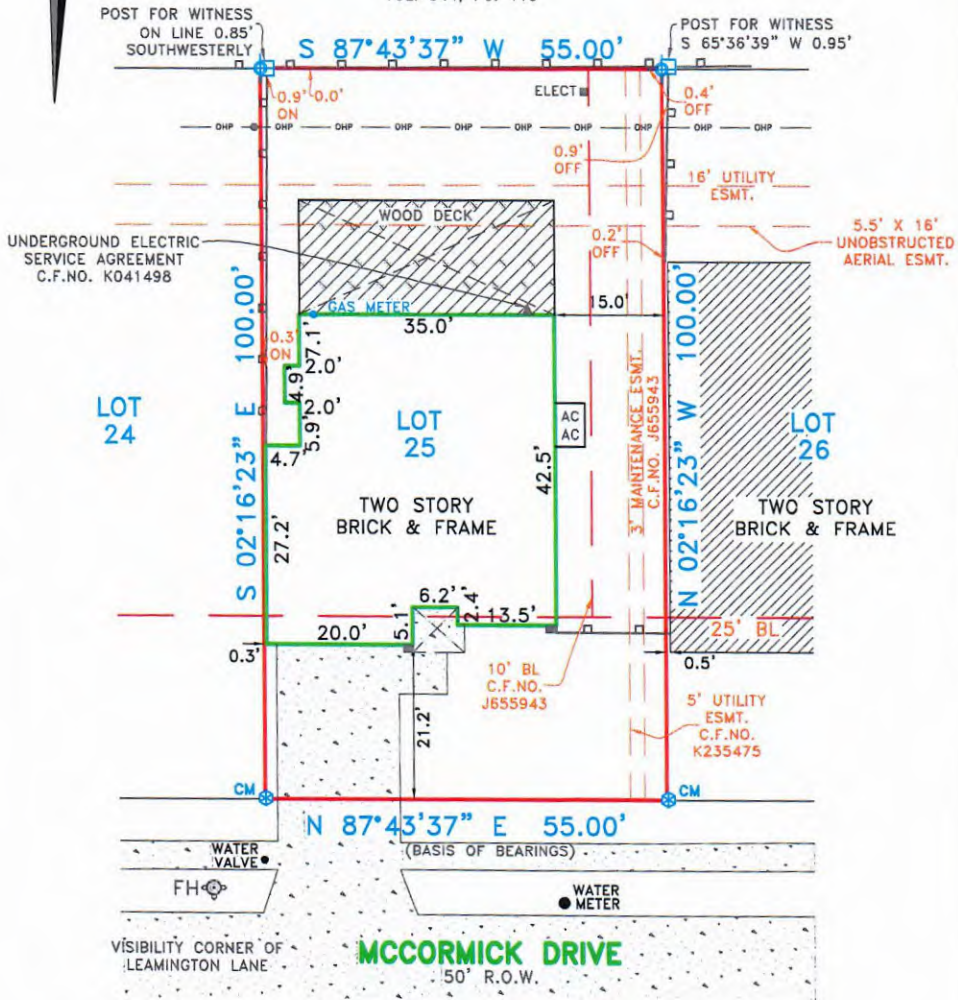 POST FOR WITNESS
ON LINE 0.85'
SOUTHWESTERLY
S 87°43'37" W 55.00'
POST FOR WITNESS
S 65°36'39" W 0.95'
0.9' 0.0'
ON
ELECT
0.4'
OFF
OHP OHP OHP OHP OHP OHP OHP OHP OHP
0.9'
OFF
16' UTILITY
ESMT.
WOOD DECK
5.5' X 16'
UNOBSTRUCTED
AERIAL ESMT.
UNDERGROUND ELECTRIC
SERVICE AGREEMENT
C.F.NO. K041498
0.2'
OFF
GAS METER
35.0'
15.0'
S 02°16'23" E 100.00'
0.3'
ON
27.1'
2.0'
4.9'
2.0'
5.9'
4.7'
27.2'
LOT
24
LOT
25
TWO STORY
BRICK & FRAME
AC
AC
42.5'
3' MAINTENANCE ESMT.
C.F.NO. J655943
N 02°16'23" W 100.00'
LOT
26
TWO STORY
BRICK & FRAME
6.2'
5.1'
2.4'
13.5'
20.0'
0.3'
25' BL
0.5'
21.2'
10' BL
C.F.NO.
J655943
5' UTILITY
ESMT.
C.F.NO.
K235475
CM
CM
N 87°43'37" E 55.00'
(BASIS OF BEARINGS)
WATER
VALVE
FH
WATER
METER
VISIBILITY CORNER OF
LEAMINGTON LANE
MCCORMICK DRIVE
50' R.O.W.